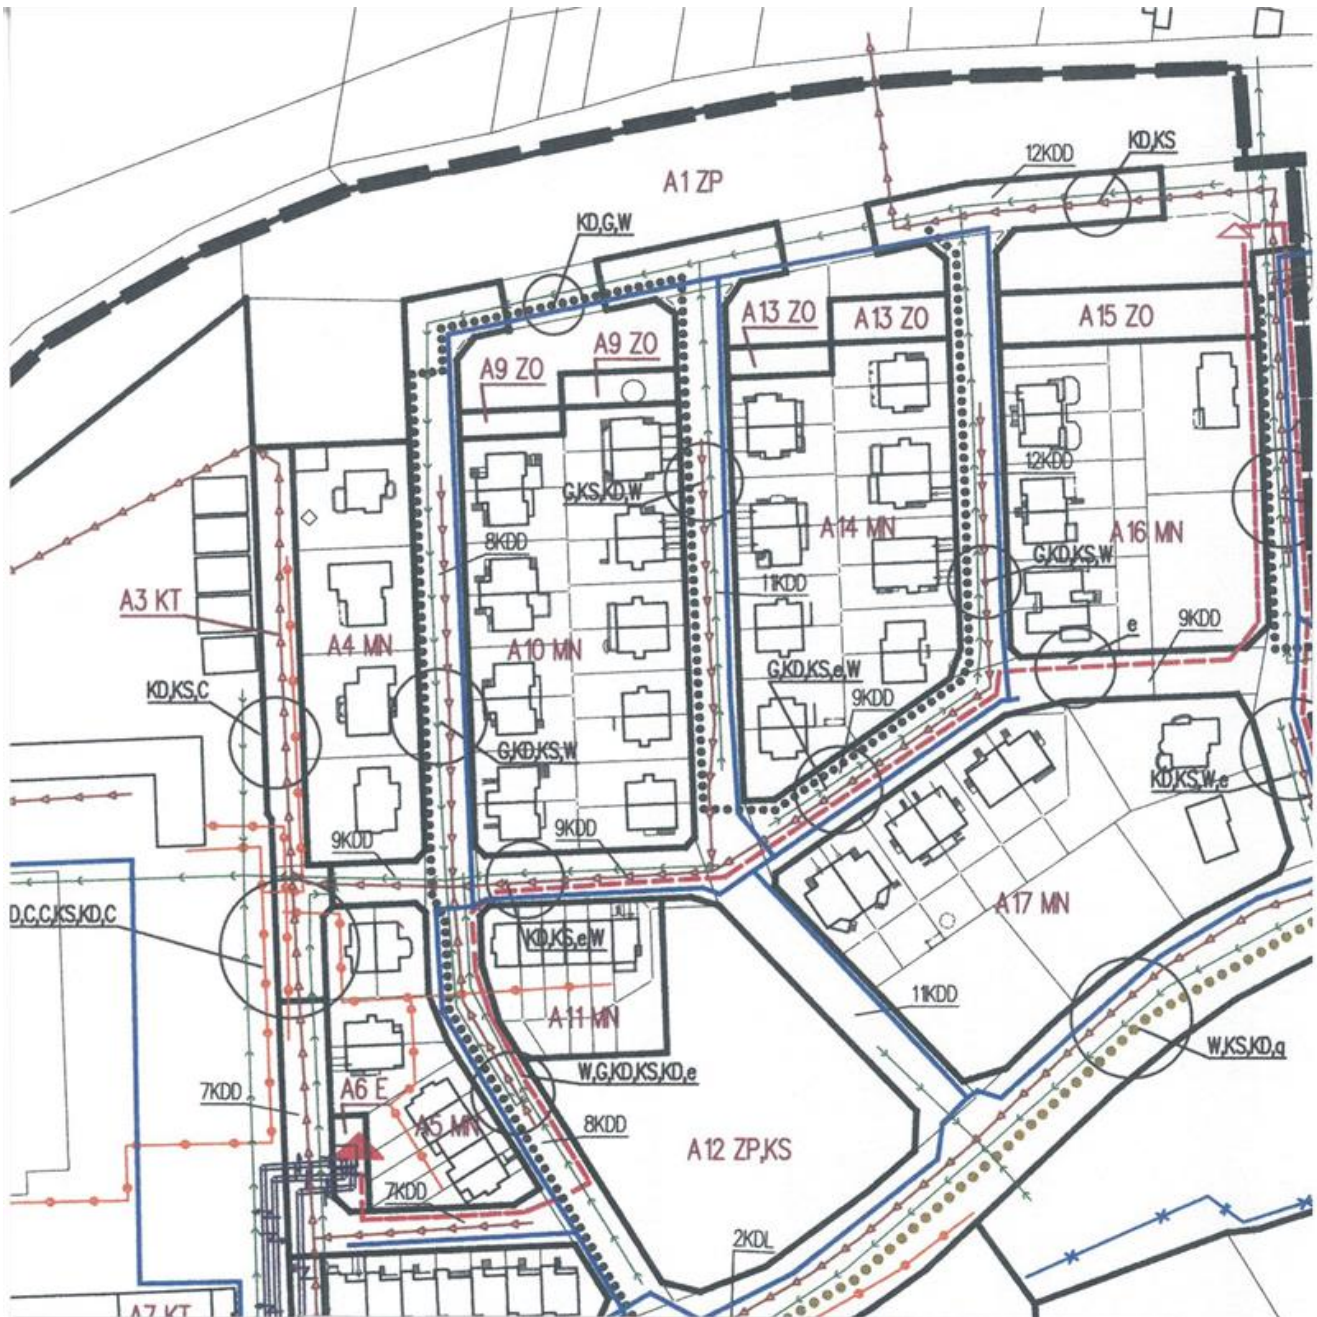 KD,KS
12KDD
A1 ZP
KD,G,W
A13 ZO
A13 ZO
A15 ZO
A9 ZO
A9 ZO
12KDD
G,KS,KD,W
A14 MN
A16 MN
8KDD
G,KD,KS,W
11KDD
A3 KT
A4 MN
A10 MN
e
9KDD
G,KD,KS,e,W
KD,KS,C
9KDD
G,KD,KS,W
KD,KS,W,e
9KDD
9KDD
A17 MN
D,C,C,KS,KD,C
KD,KS,e,W
11KDD
A11 MN
W,KS,KD,q
W,G,KD,KS,KD,e
7KDD
A6 E
A5 MN
8KDD
A12 ZP,KS
7KDD
2KDL
A7 KT